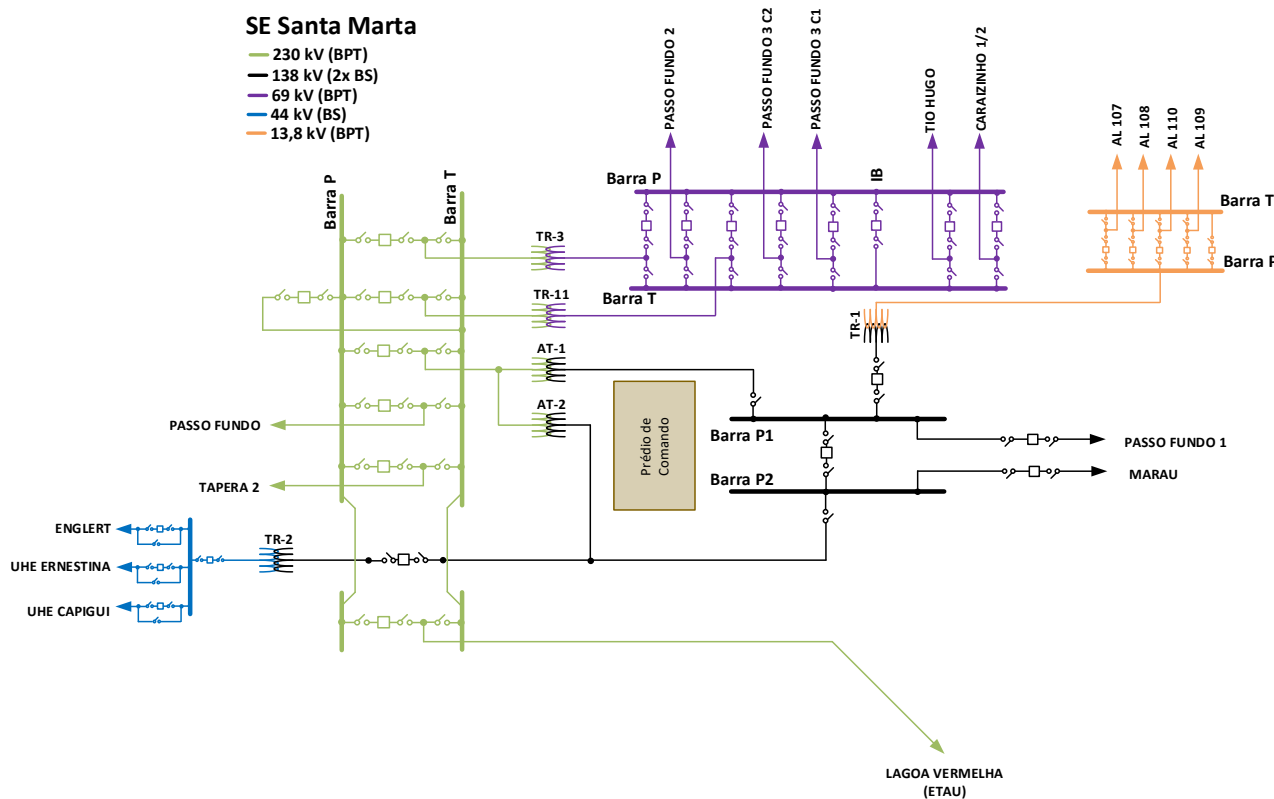 SE Santa Marta
230 kV (BPT)
138 kV (2x BS)
69 kV (BPT)
44 kV (BS)
13,8 kV (BPT)
PASSO FUNDO 2
PASSO FUNDO 3 C2
PASSO FUNDO 3 C1
TIO HUGO
CARAIZINHO 1/2
AL 107
AL 108
AL 110
AL 109
Barra P
Barra T
Barra P
IB
Barra T
Barra T
Barra P
TR-3
TR-11
TR-1
AT-1
AT-2
Prédio de
Comando
Barra P1
Barra P2
PASSO FUNDO 1
MARAU
PASSO FUNDO
TAPERA 2
ENGLERT
UHE ERNESTINA
UHE CAPIGUI
TR-2
LAGOA VERMELHA
(ETAU)